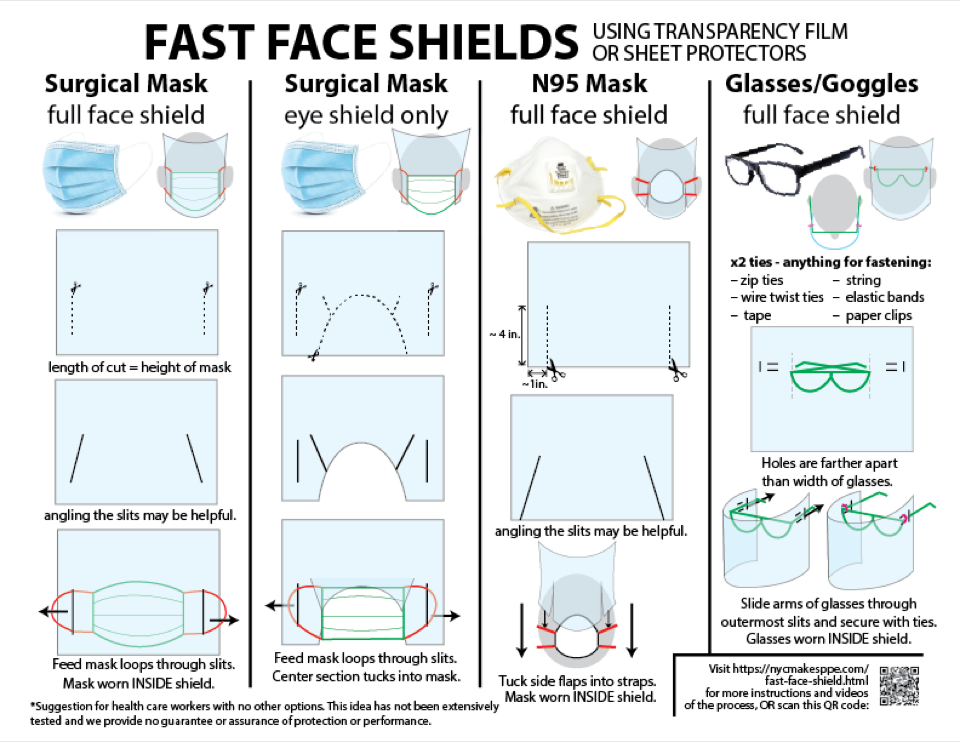 FAST FACE SHIELDS
USING TRANSPARENCY FILM
OR SHEET PROTECTORS
Surgical Mask
full face shield
length of cut = height of mask
angling the slits may be helpful.
Feed mask loops through slits.
Mask worn INSIDE shield.
Surgical Mask
eye shield only
Feed mask loops through slits.
Center section tucks into mask.
N95 Mask
full face shield
~ 4 in.
~1in.
angling the slits may be helpful.
Tuck side flaps into straps.
Mask worn INSIDE shield.
Glasses/Goggles
full face shield
x2 ties - anything for fastening:
– zip ties
– wire twist ties
– tape
– string
– elastic bands
– paper clips
Holes are farther apart
than width of glasses.
Slide arms of glasses through
outermost slits and secure with ties.
Glasses worn INSIDE shield.
Visit https://nycmakesppe.com/
fast-face-shield.html
for more instructions and videos
of the process, OR scan this QR code:
*Suggestion for health care workers with no other options. This idea has not been extensively
tested and we provide no guarantee or assurance of protection or performance.